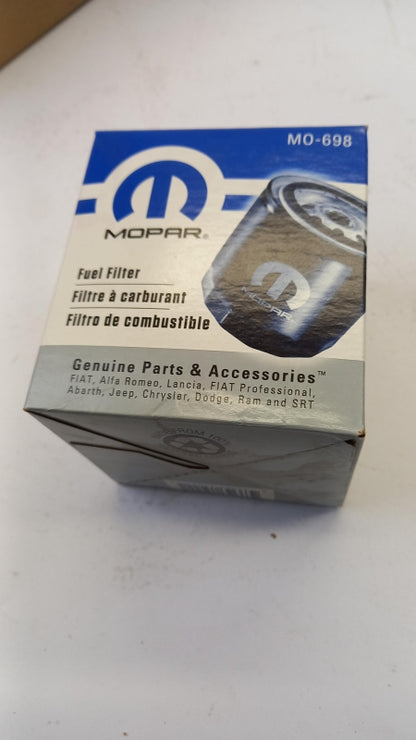 MO-698
MOPAR®
MOPAR
Fuel Filter
Filtre à carburant
Filtro de combustible
Genuine Parts & Accessories™
FIAT, Alfa Romeo, Lancia, FIAT Professional,
Abarth, Jeep, Chrysler, Dodge, Ram and SRT